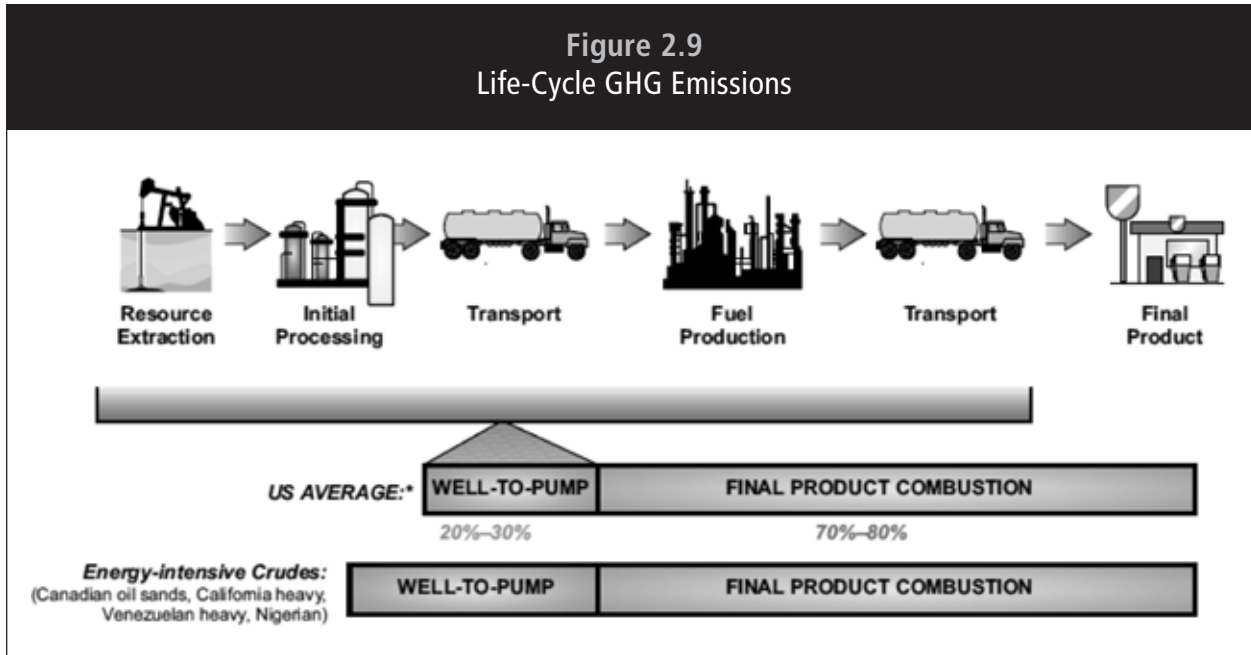 Figure 2.9
Life-Cycle GHG Emissions
Resource
Extraction
Initial
Processing
Transport
Fuel
Production
Transport
Final
Product
US AVERAGE:*
WELL-TO-PUMP
FINAL PRODUCT COMBUSTION
20%–30%
70%–80%
Energy-intensive Crudes:
(Canadian oil sands, California heavy,
Venezuelan heavy, Nigerian)
WELL-TO-PUMP
FINAL PRODUCT COMBUSTION